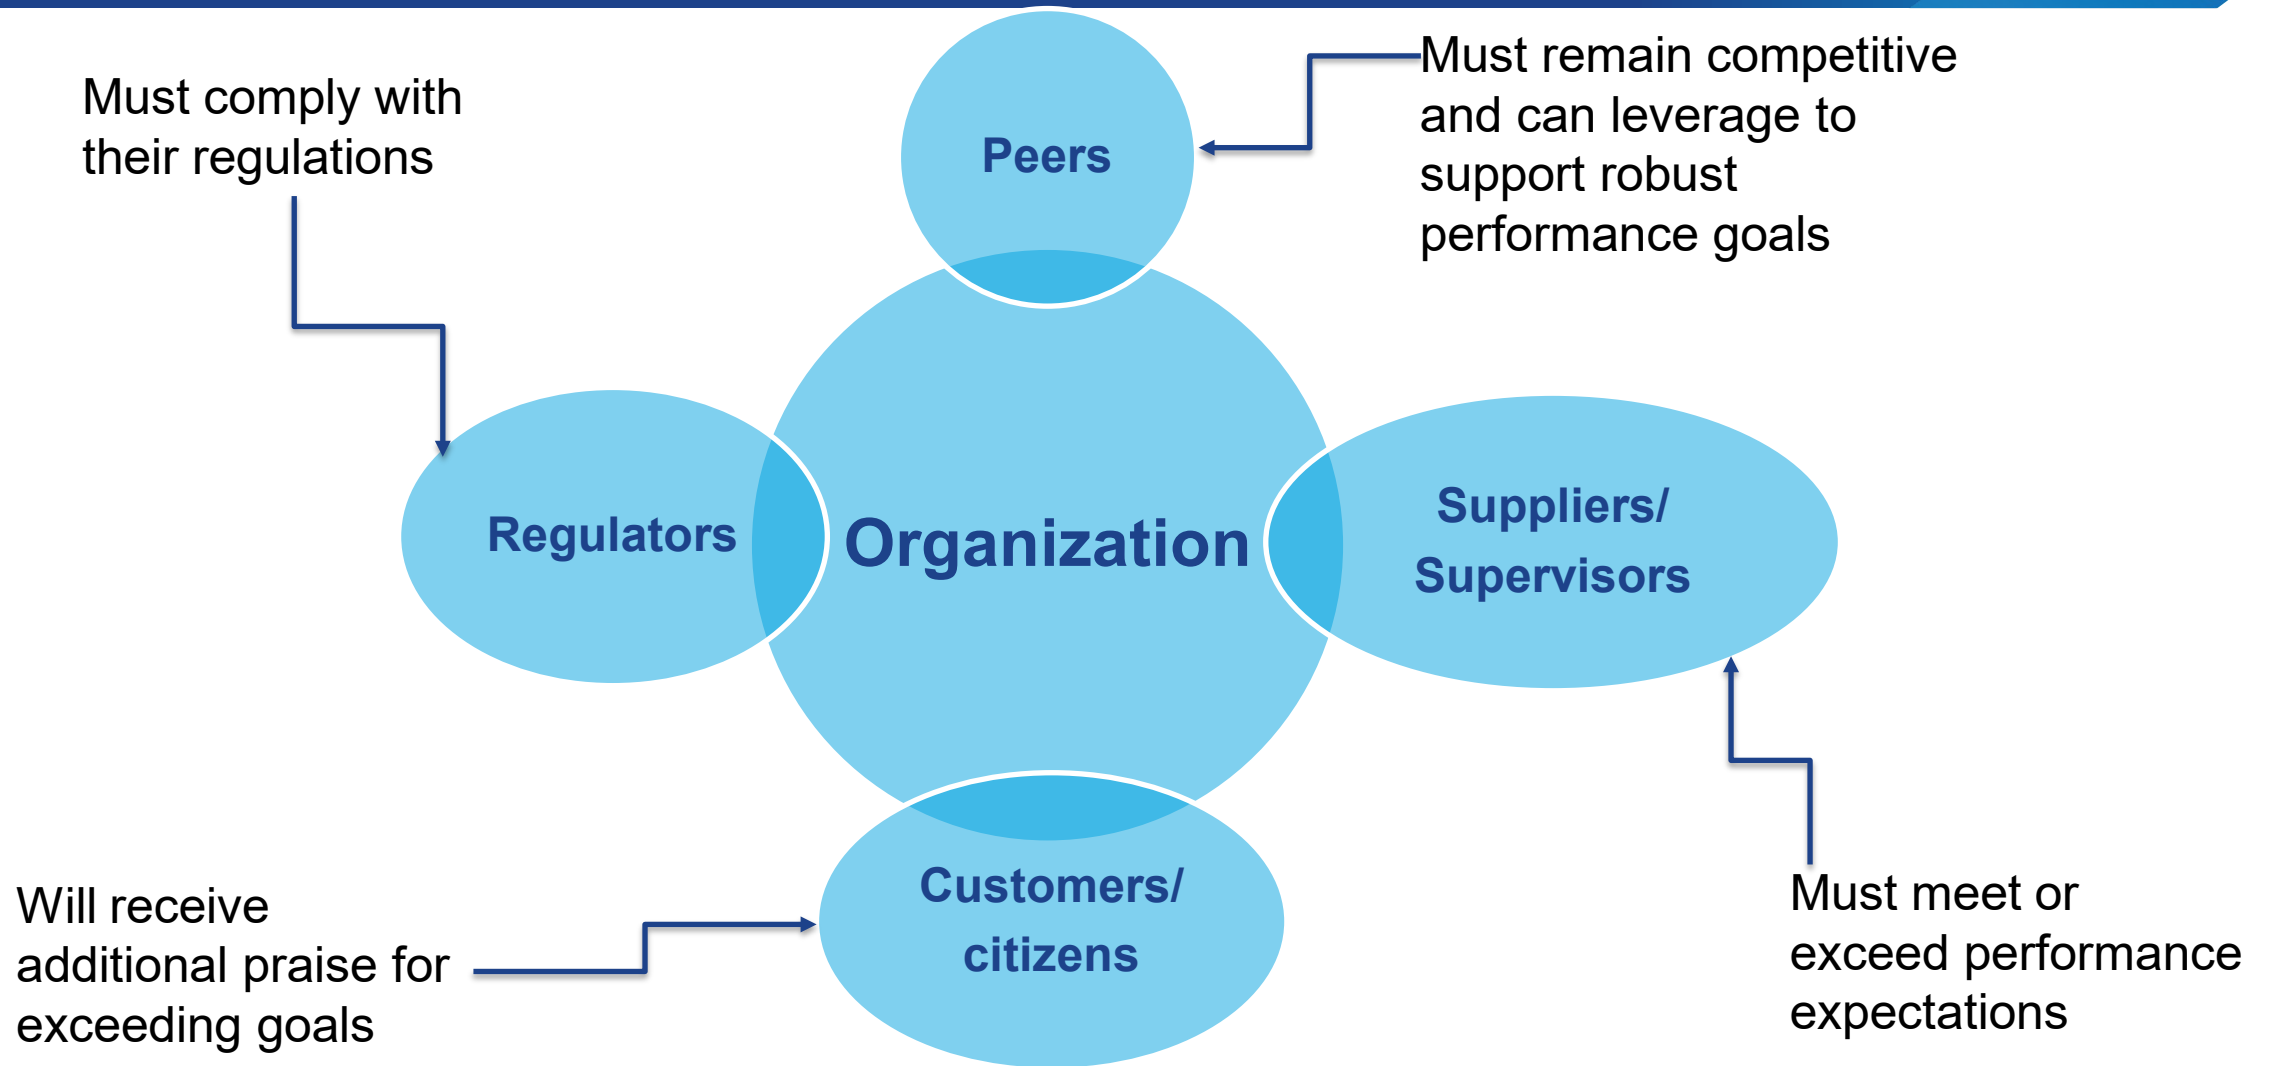 Must comply with
their regulations
Peers
Must remain competitive
and can leverage to
support robust
performance goals
Regulators
Organization
Suppliers/
Supervisors
Customers/
citizens
Will receive
additional praise for
exceeding goals
Must meet or
exceed performance
expectations